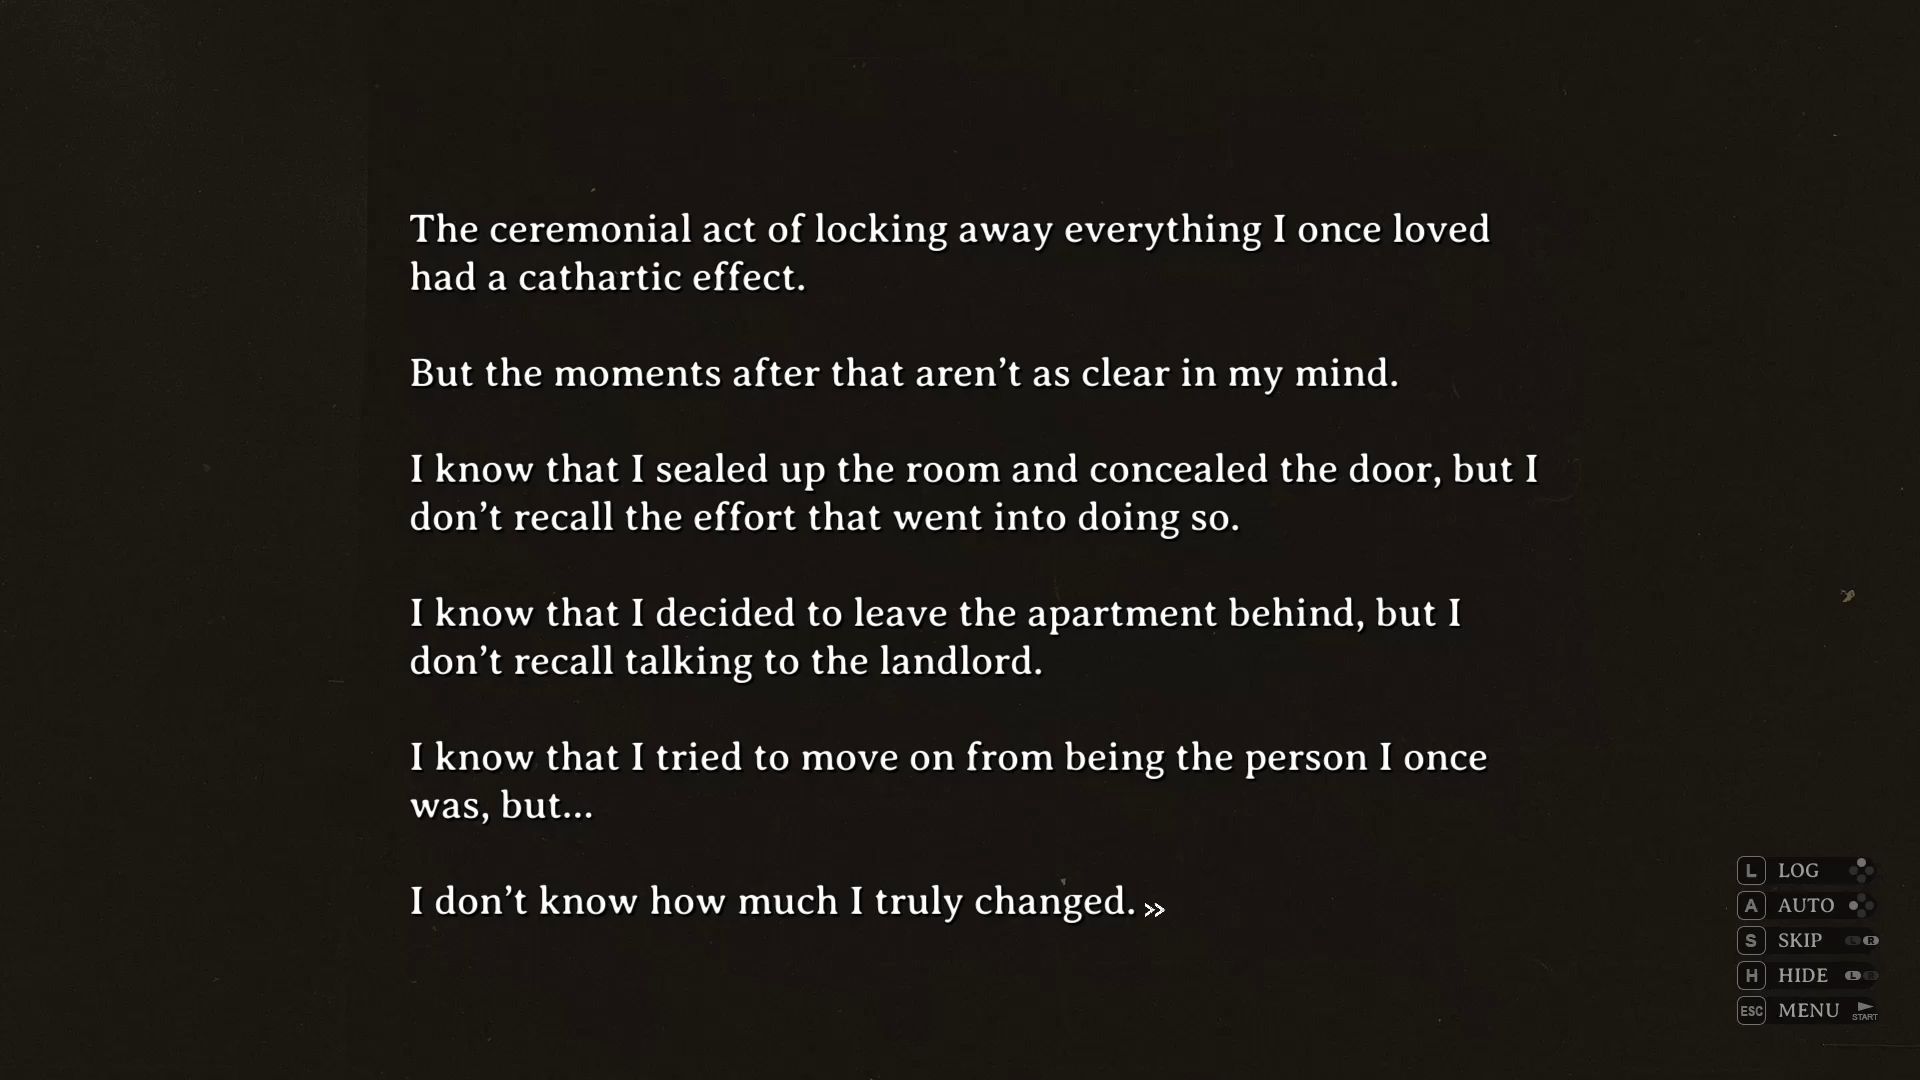 The ceremonial act of locking away everything I once loved
had a cathartic effect.
But the moments after that aren’t as clear in my mind.
I know that I sealed up the room and concealed the door, but I
don’t recall the effort that went into doing so.
I know that I decided to leave the apartment behind, but I
don’t recall talking to the landlord.
I know that I tried to move on from being the person I once
was, but...
I don’t know how much I truly changed. »
L LOG
A AUTO
S SKIP L R
H HIDE L R
ESC MENU START